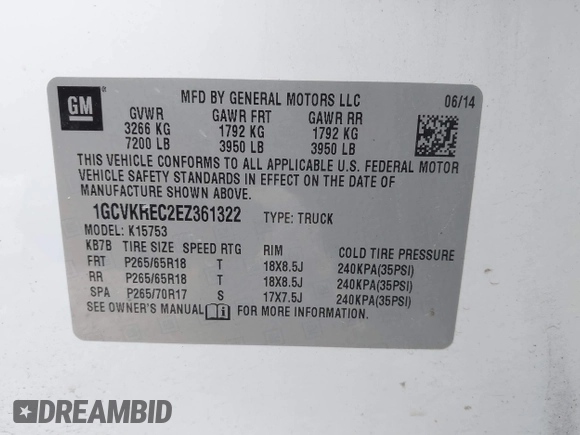 GM
MFD BY GENERAL MOTORS LLC 06/14
GVWR GAWR FRT GAWR RR
3266 KG 1792 KG 1792 KG
7200 LB 3950 LB 3950 LB
THIS VEHICLE CONFORMS TO ALL APPLICABLE U.S. FEDERAL MOTOR
VEHICLE SAFETY STANDARDS IN EFFECT ON THE DATE OF
MANUFACTURE SHOWN ABOVE.
1GCVKREC2EZ361322 TYPE: TRUCK
MODEL: K15753
KB7B TIRE SIZE SPEED RTG RIM COLD TIRE PRESSURE
FRT P265/65R18 T 18X8.5J 240KPA(35PSI)
RR P265/65R18 T 18X8.5J 240KPA(35PSI)
SPA P265/70R17 S 17X7.5J 240KPA(35PSI)
SEE OWNER'S MANUAL FOR MORE INFORMATION.
DREAMBID